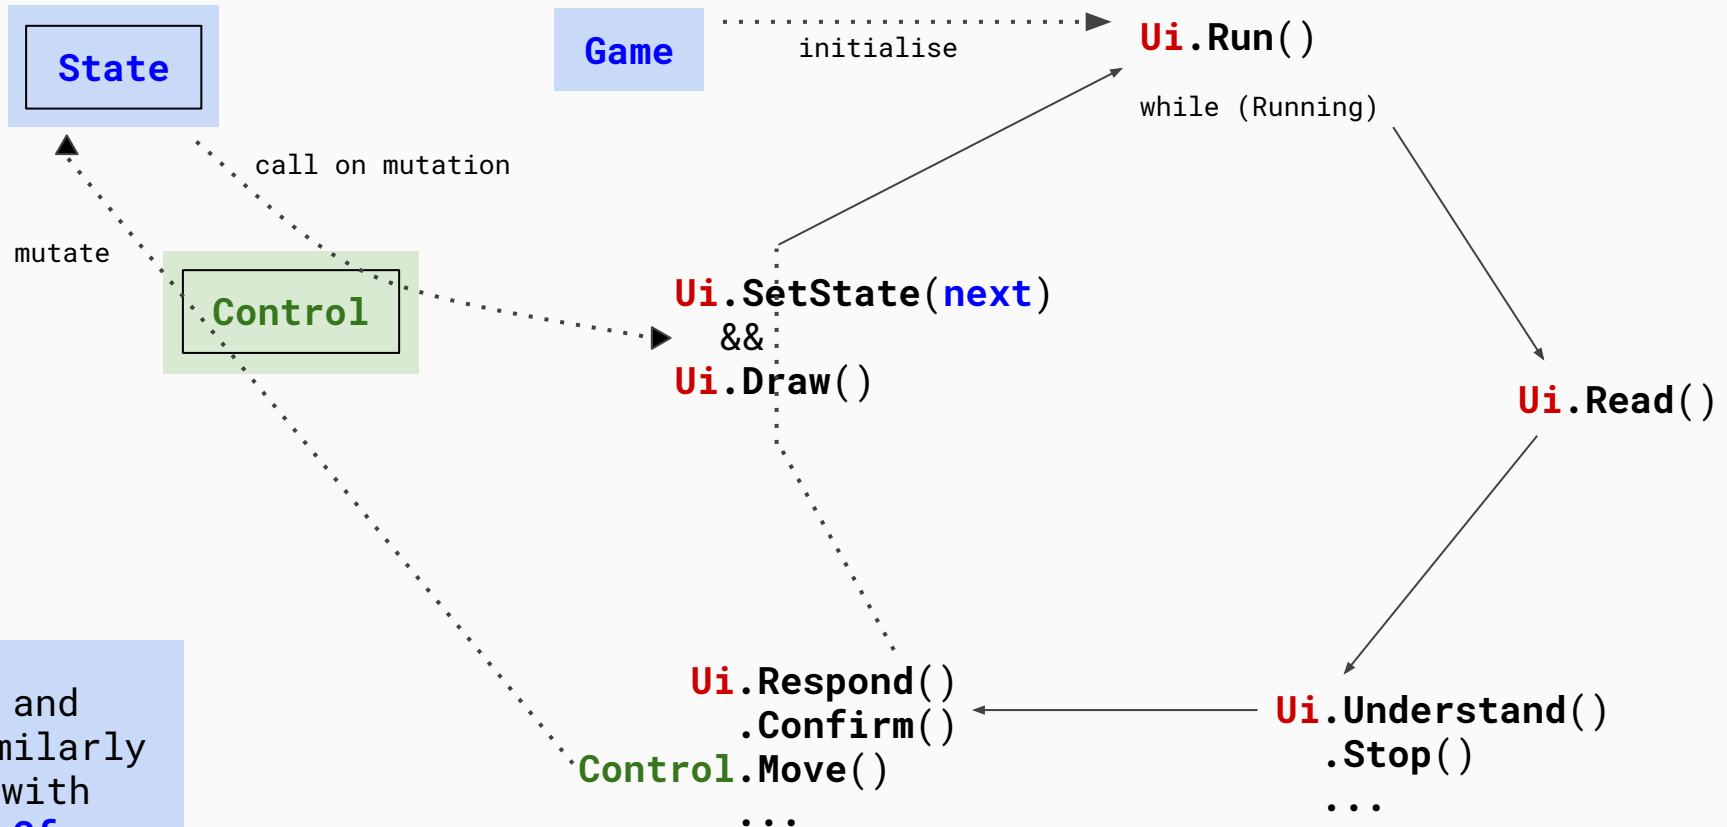 State
Game
initialise
Ui.Run()
while (Running)
call on mutation
mutate
Control
Ui.SetState(next)
&&
Ui.Draw()
Ui.Read()
Ui.Respond()
.Confirm()
Control.Move()
...
Ui.Understand()
.Stop()
...
and
milarly
with
Of